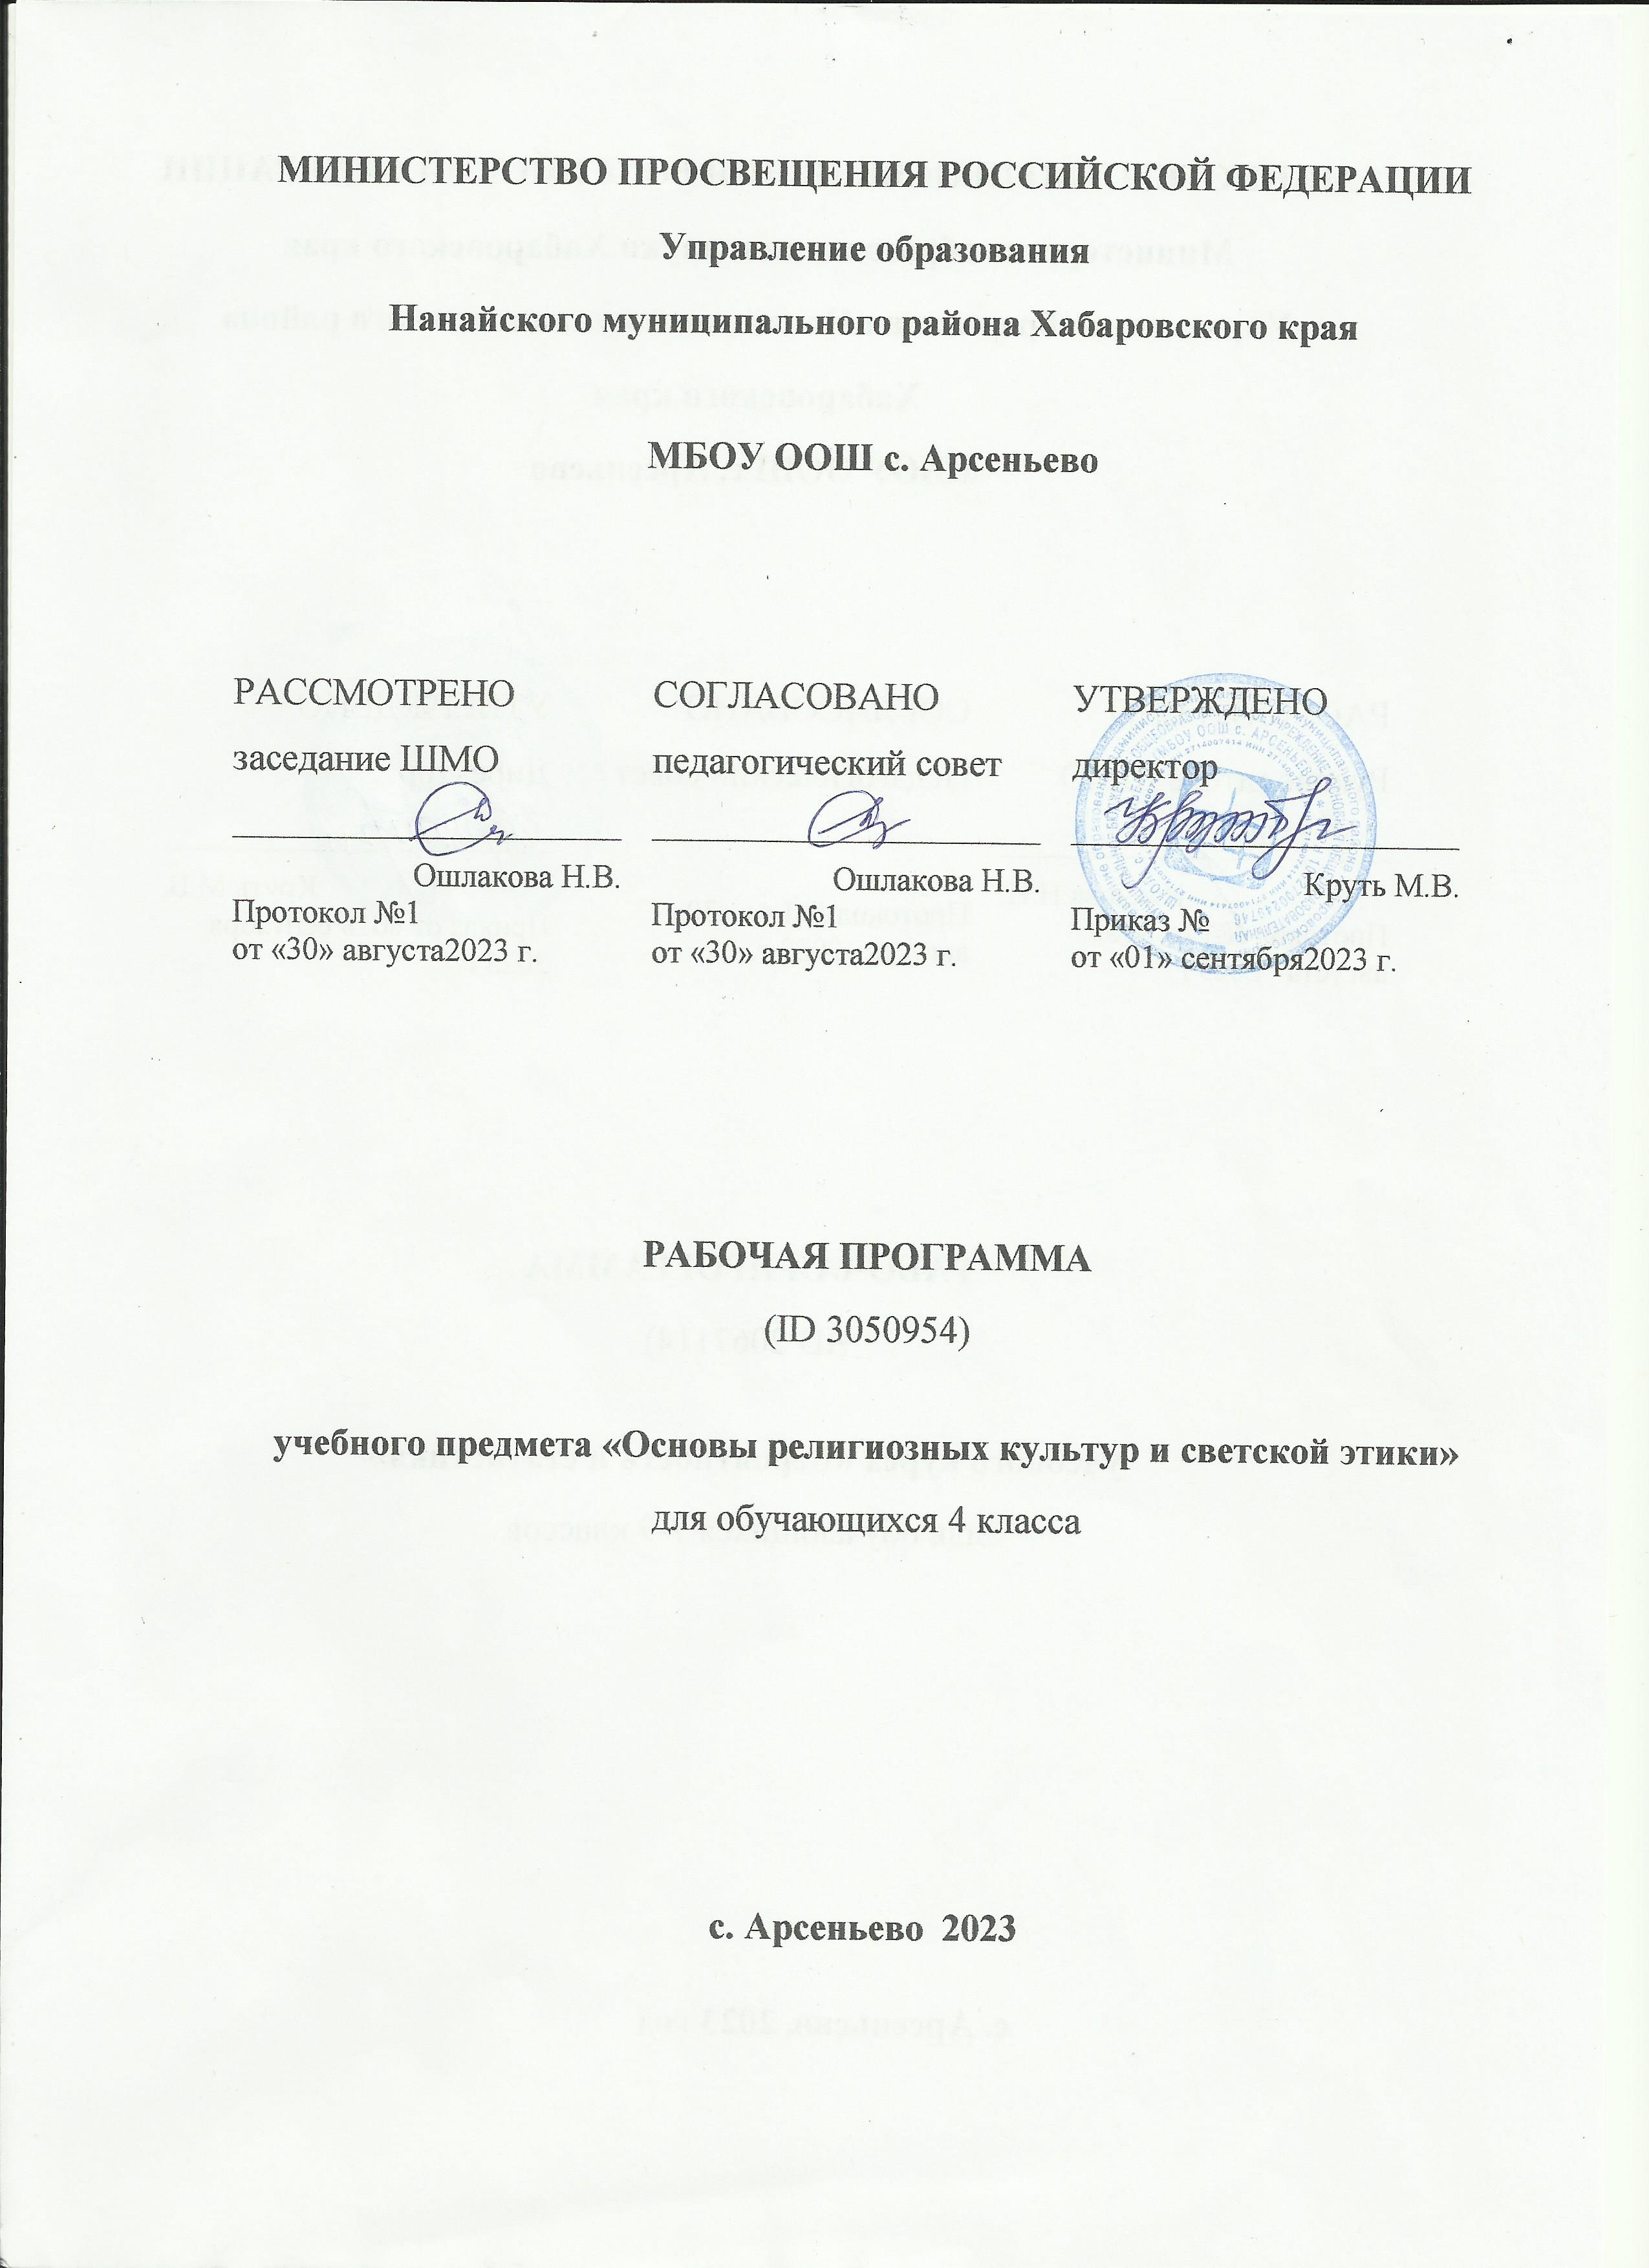 МИНИСТЕРСТВО ПРОСВЕЩЕНИЯ РОССИЙСКОЙ ФЕДЕРАЦИИ
Управление образования
Нанайского муниципального района Хабаровского края
МБОУ ООШ с. Арсеньево
РАССМОТРЕНО
заседание ШМО
Ошлакова Н.В.
Протокол №1
от «30» августа2023 г.
СОГЛАСОВАНО
педагогический совет
Ошлакова Н.В.
Протокол №1
от «30» августа2023 г.
УТВЕРЖДЕНО
директор
Круть М.В.
Приказ №
от «01» сентября2023 г.
РАБОЧАЯ ПРОГРАММА
(ID 3050954)
учебного предмета «Основы религиозных культур и светской этики»
для обучающихся 4 класса
с. Арсеньево 2023